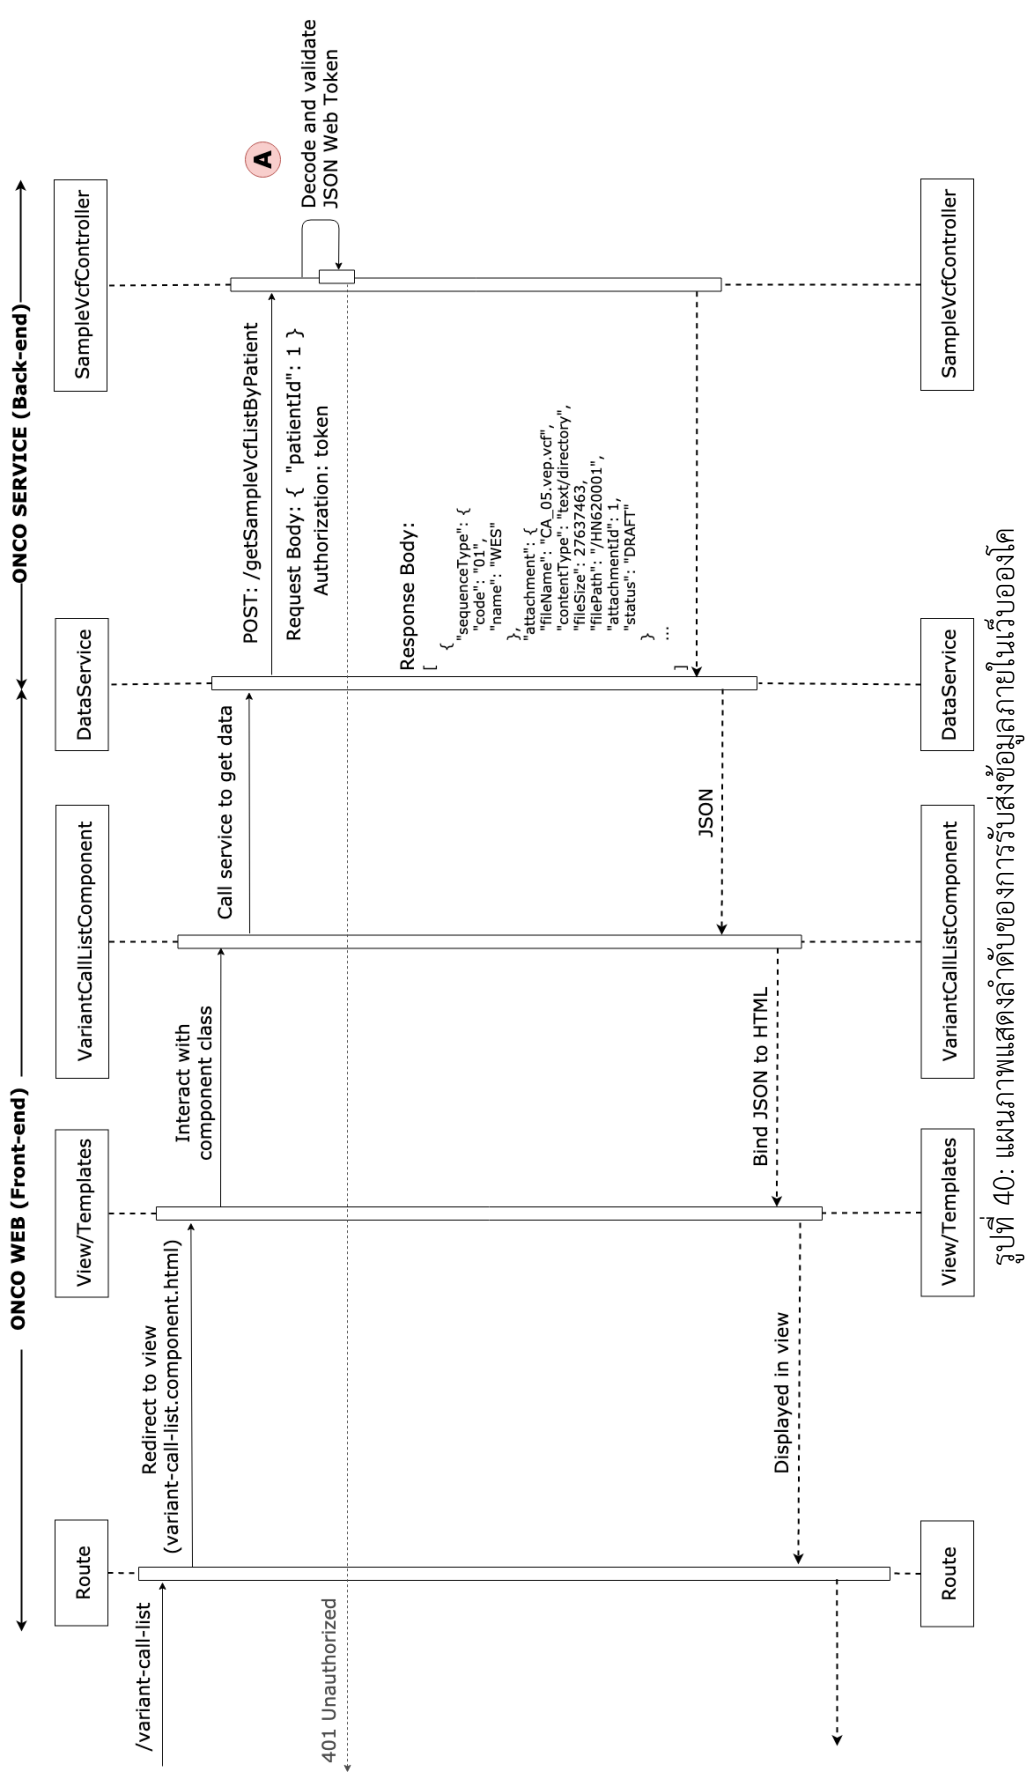 ONCO WEB (Front-end)
ONCO SERVICE (Back-end)
Route
View/Templates
VariantCallListComponent
DataService
SampleVcfController
/variant-call-list
Redirect to view
(variant-call-list.component.html)
Interact with
component class
Call service to get data
POST: /getSampleVcfListByPatient
Request Body: { "patientId": 1 }
Authorization: token
A
Decode and validate
JSON Web Token
401 Unauthorized
Response Body:
[
{
"sequenceType": {
"code": "01",
"name": "WES"
},
"attachment": {
"fileName": "CA_05.vep.vcf",
"contentType": "text/directory",
"fileSize": 27637463,
"filePath": "/HN620001",
"attachmentId": 1,
"status": "DRAFT"
}
...
]
JSON
Bind JSON to HTML
Displayed in view
Route
View/Templates
VariantCallListComponent
DataService
SampleVcfController
รูปที่ 40: แผนภาพแสดงลำดับของการรับส่งข้อมูลภายในเว็บอองโค